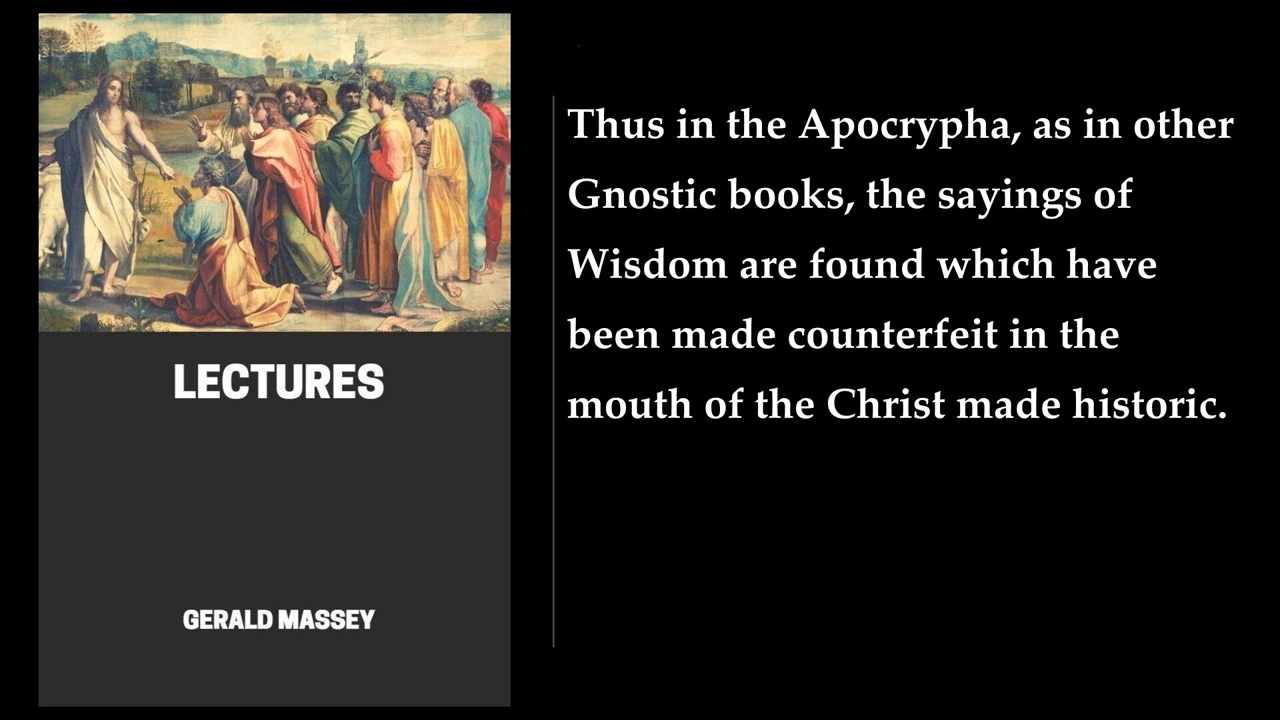 LECTURES
GERALD MASSEY
Thus in the Apocrypha, as in other
Gnostic books, the sayings of
Wisdom are found which have
been made counterfeit in the
mouth of the Christ made historic.